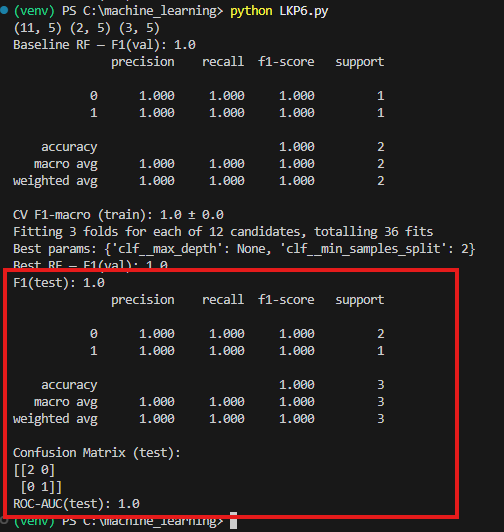 (venv) PS C:\machine_learning> python LKP6.py
(11, 5) (2, 5) (3, 5)
Baseline RF — F1(val): 1.0
              precision    recall  f1-score   support

           0      1.000     1.000     1.000         1
           1      1.000     1.000     1.000         1

    accuracy                          1.000         2
   macro avg      1.000     1.000     1.000         2
weighted avg      1.000     1.000     1.000         2

CV F1-macro (train): 1.0 ± 0.0
Fitting 3 folds for each of 12 candidates, totalling 36 fits
Best params: {'clf__max_depth': None, 'clf__min_samples_split': 2}
Best RF — F1(val): 1.0
F1(test): 1.0
              precision    recall  f1-score   support

           0      1.000     1.000     1.000         2
           1      1.000     1.000     1.000         1

    accuracy                          1.000         3
   macro avg      1.000     1.000     1.000         3
weighted avg      1.000     1.000     1.000         3

Confusion Matrix (test):
[[2 0]
 [0 1]]
ROC-AUC(test): 1.0
(venv) PS C:\machine_learning>